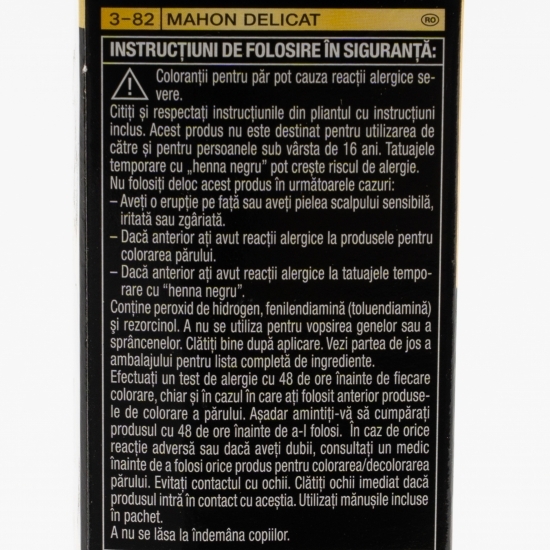 3-82 MAHON DELICAT RO
INSTRUCȚIUNI DE FOLOSIRE ÎN SIGURANȚĂ:
Coloranții pentru păr pot cauza reacții alergice se-
vere.
Citiți și respectați instrucțiunile din pliantul cu instrucțiuni
inclus. Acest produs nu este destinat pentru utilizarea de
către și pentru persoanele sub vârsta de 16 ani. Tatuajele
temporare cu „henna negru” pot crește riscul de alergie.
Nu folosiți deloc acest produs în următoarele cazuri:
– Aveți o erupție pe față sau aveți pielea scalpului sensibilă,
iritată sau zgâriată.
– Dacă anterior ați avut reacții alergice la produsele pentru
colorarea părului.
– Dacă anterior ați avut reacții alergice la tatuajele tempo-
rare cu “henna negru”.
Conține peroxid de hidrogen, fenilendiamină (toluendiamină)
și rezorcinol. A nu se utiliza pentru vopsirea genelor sau a
sprâncenelor. Clătiți bine după aplicare. Vezi partea de jos a
ambalajului pentru lista completă de ingrediente.
Efectuați un test de alergie cu 48 de ore înainte de fiecare
colorare, chiar și în cazul în care ați folosit anterior produse-
le de colorare a părului. Așadar amintiți-vă să cumpărați
produsul cu 48 de ore înainte de a-l folosi. În caz de orice
reacție adversă sau dacă aveți dubii, consultați un medic
înainte de a folosi orice produs pentru colorarea/decolorarea
părului. Evitați contactul cu ochii. Clătiți ochii imediat dacă
produsul intră în contact cu aceștia. Utilizați mănușile incluse
în pachet.
A nu se lăsa la îndemâna copiilor.